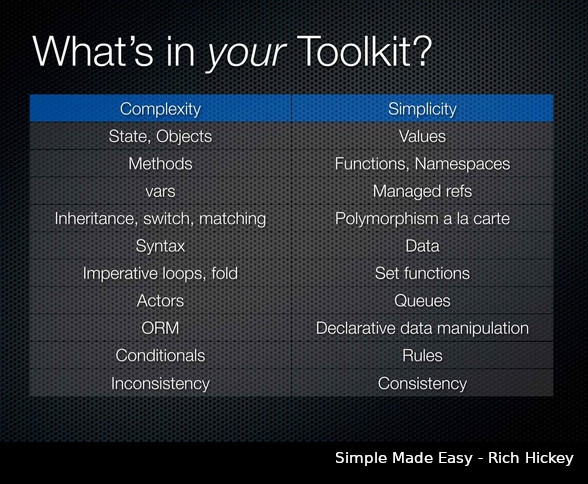 What's in your Toolkit?
Complexity Simplicity
State, Objects Values
Methods Functions, Namespaces
vars Managed refs
Inheritance, switch, matching Polymorphism a la carte
Syntax Data
Imperative loops, fold Set functions
Actors Queues
ORM Declarative data manipulation
Conditionals Rules
Inconsistency Consistency
Simple Made Easy - Rich Hickey